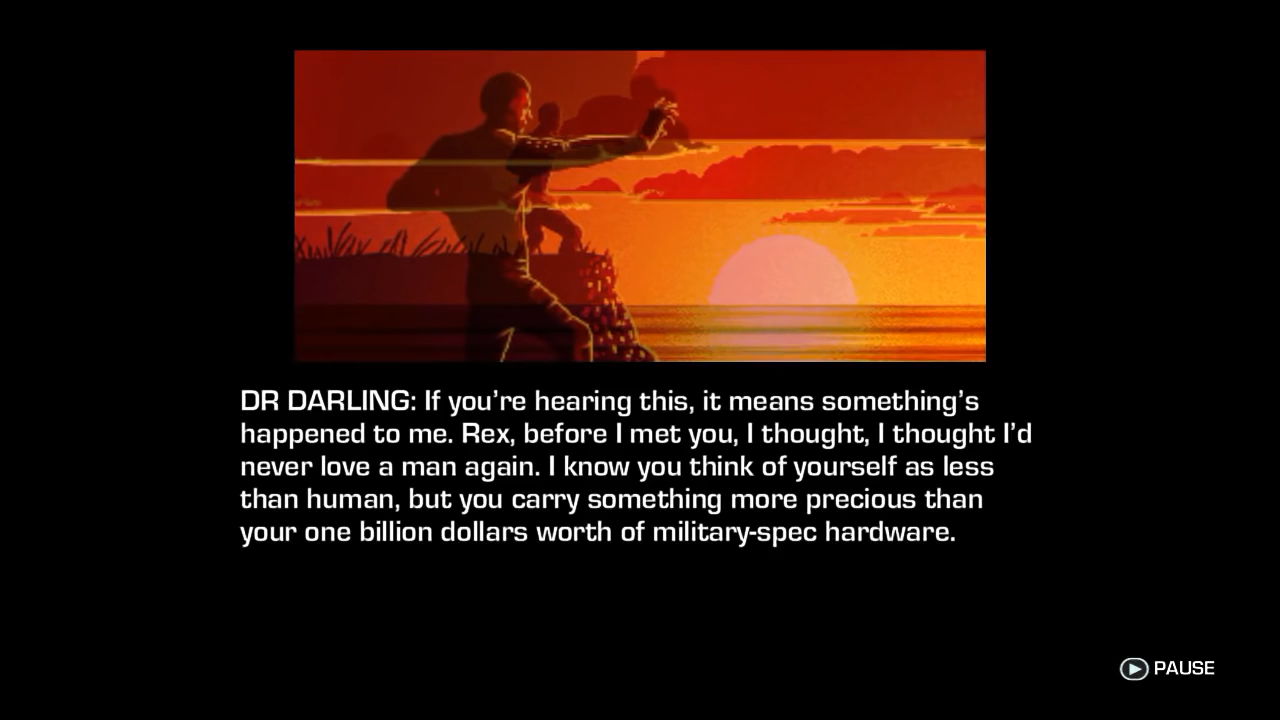 DR DARLING: If you're hearing this, it means something's
happened to me. Rex, before I met you, I thought, I thought I'd
never love a man again. I know you think of yourself as less
than human, but you carry something more precious than
your one billion dollars worth of military-spec hardware.
PAUSE